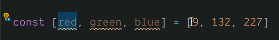 const [red, green, blue] = [9, 132, 227]